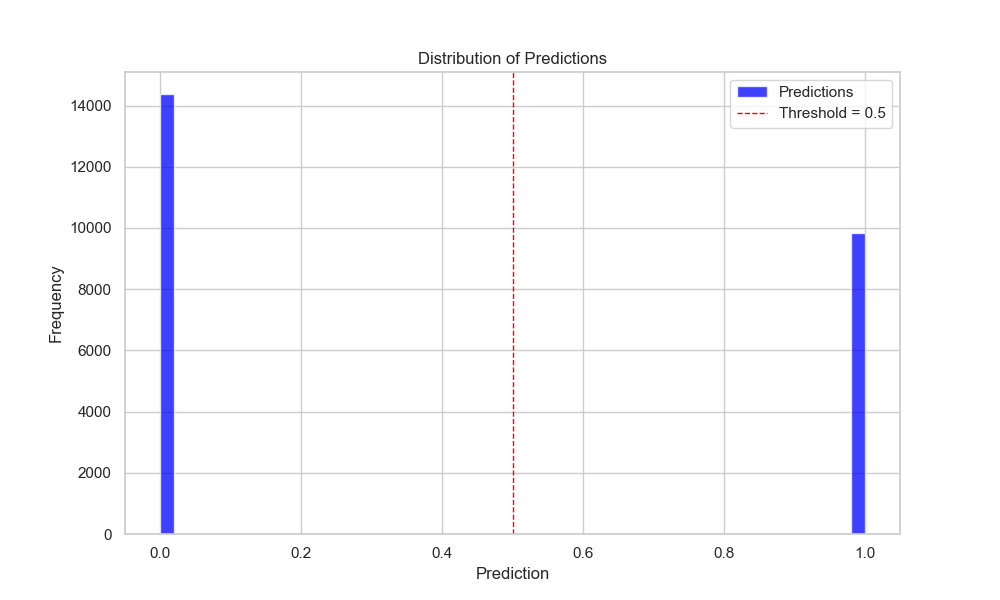 Distribution of Predictions
Predictions
Threshold = 0.5
14000
12000
10000
8000
6000
4000
2000
0
Frequency
0.0 0.2 0.4 0.6 0.8 1.0
Prediction